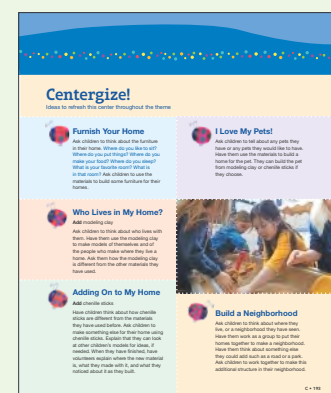 Centergize!
Ideas to refresh this center throughout the theme
Furnish Your Home
Ask children to think about the furniture
in their home. Where do you like to sit?
Where do you put things? Where do you
make your food? Where do you sleep?
What is your favorite room? What is
in that room? Ask children to use the
materials to build some furniture for their
homes.
I Love My Pets!
Ask children to tell about any pets they
have or any pets they would like to have.
Have them use the materials to build a
home for the pet. They can build the pet
from modeling clay or chenille sticks if
they choose.
Who Lives in My Home?
Add modeling clay
Ask children to think about who lives with
them. Have them use the modeling clay
to make models of themselves and of
the people who make where they live a
home. Ask them how the modeling clay
is different from the other materials they
have used.
Adding On to My Home
Add chenille sticks
Have children think about how chenille
sticks are different from the materials
they have used before. Ask children to
make something else for their home using
chenille sticks. Explain that they can look
at other children's models for ideas, if
needed. When they have finished, have
volunteers explain where the new material
is, what they made with it, and what they
noticed about it as they built.
Build a Neighborhood
Ask children to think about where they
live, or a neighborhood they have seen.
Have them work as a group to put their
homes together to make a neighborhood.
Have them think about something else
they could add such as a road or a park.
Ask children to work together to make this
additional structure in their neighborhood.